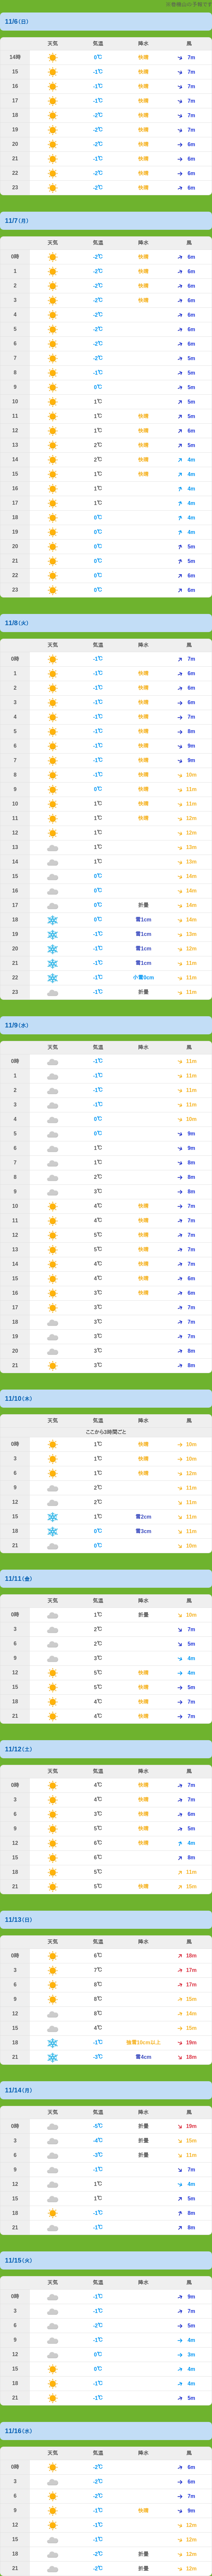 11/6(日)
天気 気温 降水 風
14時 0℃ 快晴 7m
15 -1℃ 快晴 7m
16 -1℃ 快晴 7m
17 -1℃ 快晴 7m
18 -2℃ 快晴 7m
19 -2℃ 快晴 7m
20 -2℃ 快晴 6m
21 -1℃ 快晴 6m
22 -2℃ 快晴 6m
23 -2℃ 快晴 6m
11/7(月)
天気 気温 降水 風
0時 -2℃ 快晴 6m
1 -2℃ 快晴 6m
2 -2℃ 快晴 6m
3 -2℃ 快晴 6m
4 -2℃ 6m
5 -2℃ 6m
6 -2℃ 6m
7 -2℃ 5m
8 -1℃ 5m
9 0℃ 5m
10 1℃ 5m
11 1℃ 快晴 5m
12 1℃ 快晴 6m
13 2℃ 快晴 5m
14 2℃ 快晴 4m
15 1℃ 快晴 4m
16 1℃ 4m
17 1℃ 4m
18 0℃ 4m
19 0℃ 4m
20 0℃ 5m
21 0℃ 5m
22 0℃ 6m
23 0℃ 6m
11/8(火)
天気 気温 降水 風
0時 -1℃ 7m
1 -1℃ 快晴 6m
2 -1℃ 快晴 6m
3 -1℃ 快晴 6m
4 -1℃ 快晴 7m
5 -1℃ 快晴 8m
6 -1℃ 快晴 9m
7 -1℃ 快晴 9m
8 -1℃ 快晴 10m
9 0℃ 快晴 11m
10 1℃ 快晴 11m
11 1℃ 快晴 12m
12 1℃ 12m
13 1℃ 13m
14 1℃ 13m
15 0℃ 14m
16 0℃ 14m
17 0℃ 折曇 14m
18 0℃ 雪1cm 14m
19 -1℃ 雪1cm 13m
20 -1℃ 雪1cm 12m
21 -1℃ 雪1cm 11m
22 -1℃ 小雪0cm 11m
23 -1℃ 折曇 11m
11/9(水)
天気 気温 降水 風
0時 -1℃ 11m
1 -1℃ 11m
2 -1℃ 11m
3 -1℃ 11m
4 0℃ 10m
5 0℃ 9m
6 1℃ 9m
7 1℃ 8m
8 2℃ 8m
9 3℃ 8m
10 4℃ 快晴 7m
11 4℃ 快晴 7m
12 5℃ 快晴 7m
13 5℃ 快晴 7m
14 4℃ 快晴 7m
15 4℃ 快晴 6m
16 3℃ 快晴 6m
17 3℃ 7m
18 3℃ 7m
19 3℃ 7m
20 3℃ 8m
21 3℃ 8m
11/10(木)
天気 気温 降水 風
ここから3時間ごと
0時 1℃ 快晴 10m
3 1℃ 快晴 10m
6 1℃ 快晴 12m
9 2℃ 11m
12 2℃ 11m
15 1℃ 雪2cm 11m
18 0℃ 雪3cm 11m
21 0℃ 10m
11/11(金)
天気 気温 降水 風
0時 1℃ 折曇 10m
3 2℃ 7m
6 2℃ 5m
9 3℃ 4m
12 5℃ 快晴 4m
15 5℃ 快晴 5m
18 4℃ 快晴 7m
21 4℃ 快晴 7m
11/12(土)
天気 気温 降水 風
0時 4℃ 快晴 7m
3 4℃ 快晴 7m
6 3℃ 快晴 6m
9 5℃ 快晴 5m
12 6℃ 快晴 4m
15 6℃ 8m
18 5℃ 11m
21 5℃ 快晴 15m
11/13(日)
天気 気温 降水 風
0時 6℃ 18m
3 7℃ 17m
6 8℃ 17m
9 8℃ 15m
12 8℃ 14m
15 4℃ 15m
18 -1℃ 強雪10cm以上 19m
21 -3℃ 雪4cm 18m
11/14(月)
天気 気温 降水 風
0時 -5℃ 折曇 19m
3 -4℃ 折曇 15m
6 -3℃ 折曇 11m
9 -1℃ 7m
12 1℃ 4m
15 1℃ 5m
18 -1℃ 8m
21 -1℃ 8m
11/15(火)
天気 気温 降水 風
0時 -1℃ 9m
3 -1℃ 7m
6 -2℃ 5m
9 -1℃ 4m
12 0℃ 3m
15 0℃ 4m
18 -1℃ 4m
21 -1℃ 5m
11/16(水)
天気 気温 降水 風
0時 -2℃ 6m
3 -2℃ 6m
6 -2℃ 7m
9 -1℃ 快晴 9m
12 -1℃ 12m
15 -1℃ 12m
18 -2℃ 折曇 12m
21 -2℃ 折曇 12m